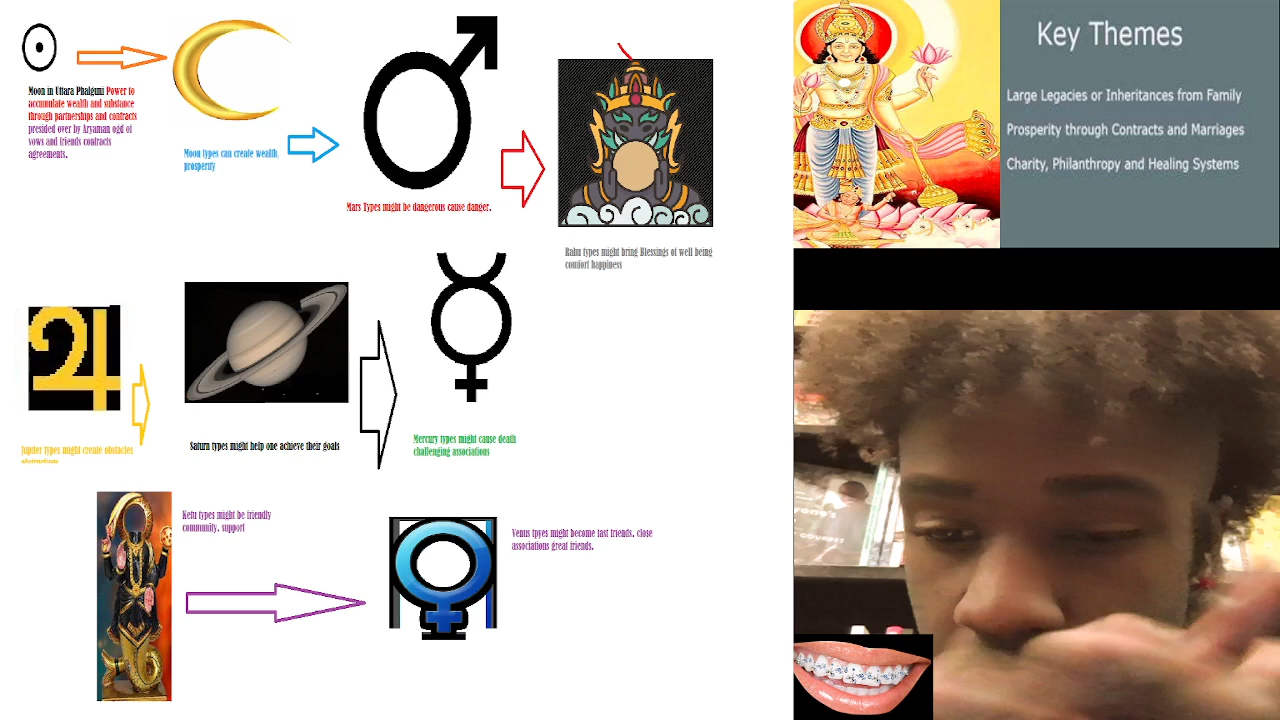 Moon in Uttara Phalguni Power to
accumulate wealth and substance
through partnerships and contracts
presided over by Aryaman ogd of
vows and friends contracts
agreements.
Moon types can create wealth,
prosperity
Mars Types might be dangerous cause danger.
Rahu types might bring Blessings of well being
comfort happiness
Key Themes
Large Legacies or Inheritances from Family
Prosperity through Contracts and Marriages
Charity, Philanthropy and Healing Systems
Jupiter types might create obstacles
Saturn types might help one achieve their goals
Mercury types might cause death
challenging associations
Ketu types might be friendly
community, support
Venus tpyes might become fast friends, close
associations great friends.